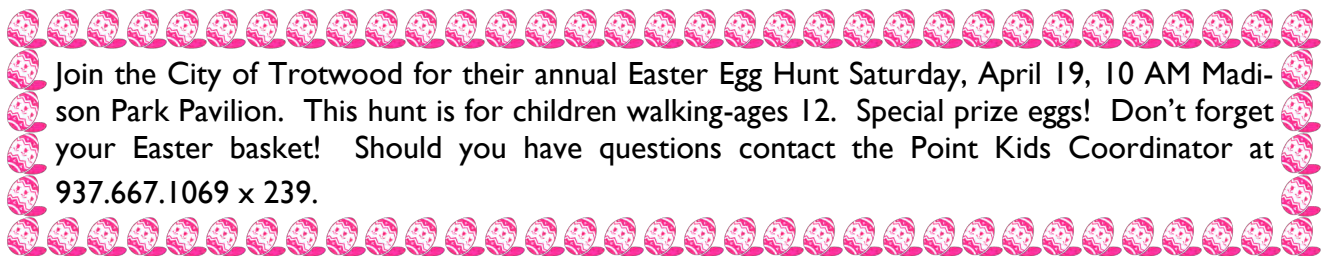 Join the City of Trotwood for their annual Easter Egg Hunt Saturday, April 19, 10 AM Madi-
son Park Pavilion.  This hunt is for children walking-ages 12.  Special prize eggs!  Don’t forget
your Easter basket!  Should you have questions contact the Point Kids Coordinator at
937.667.1069 x 239.